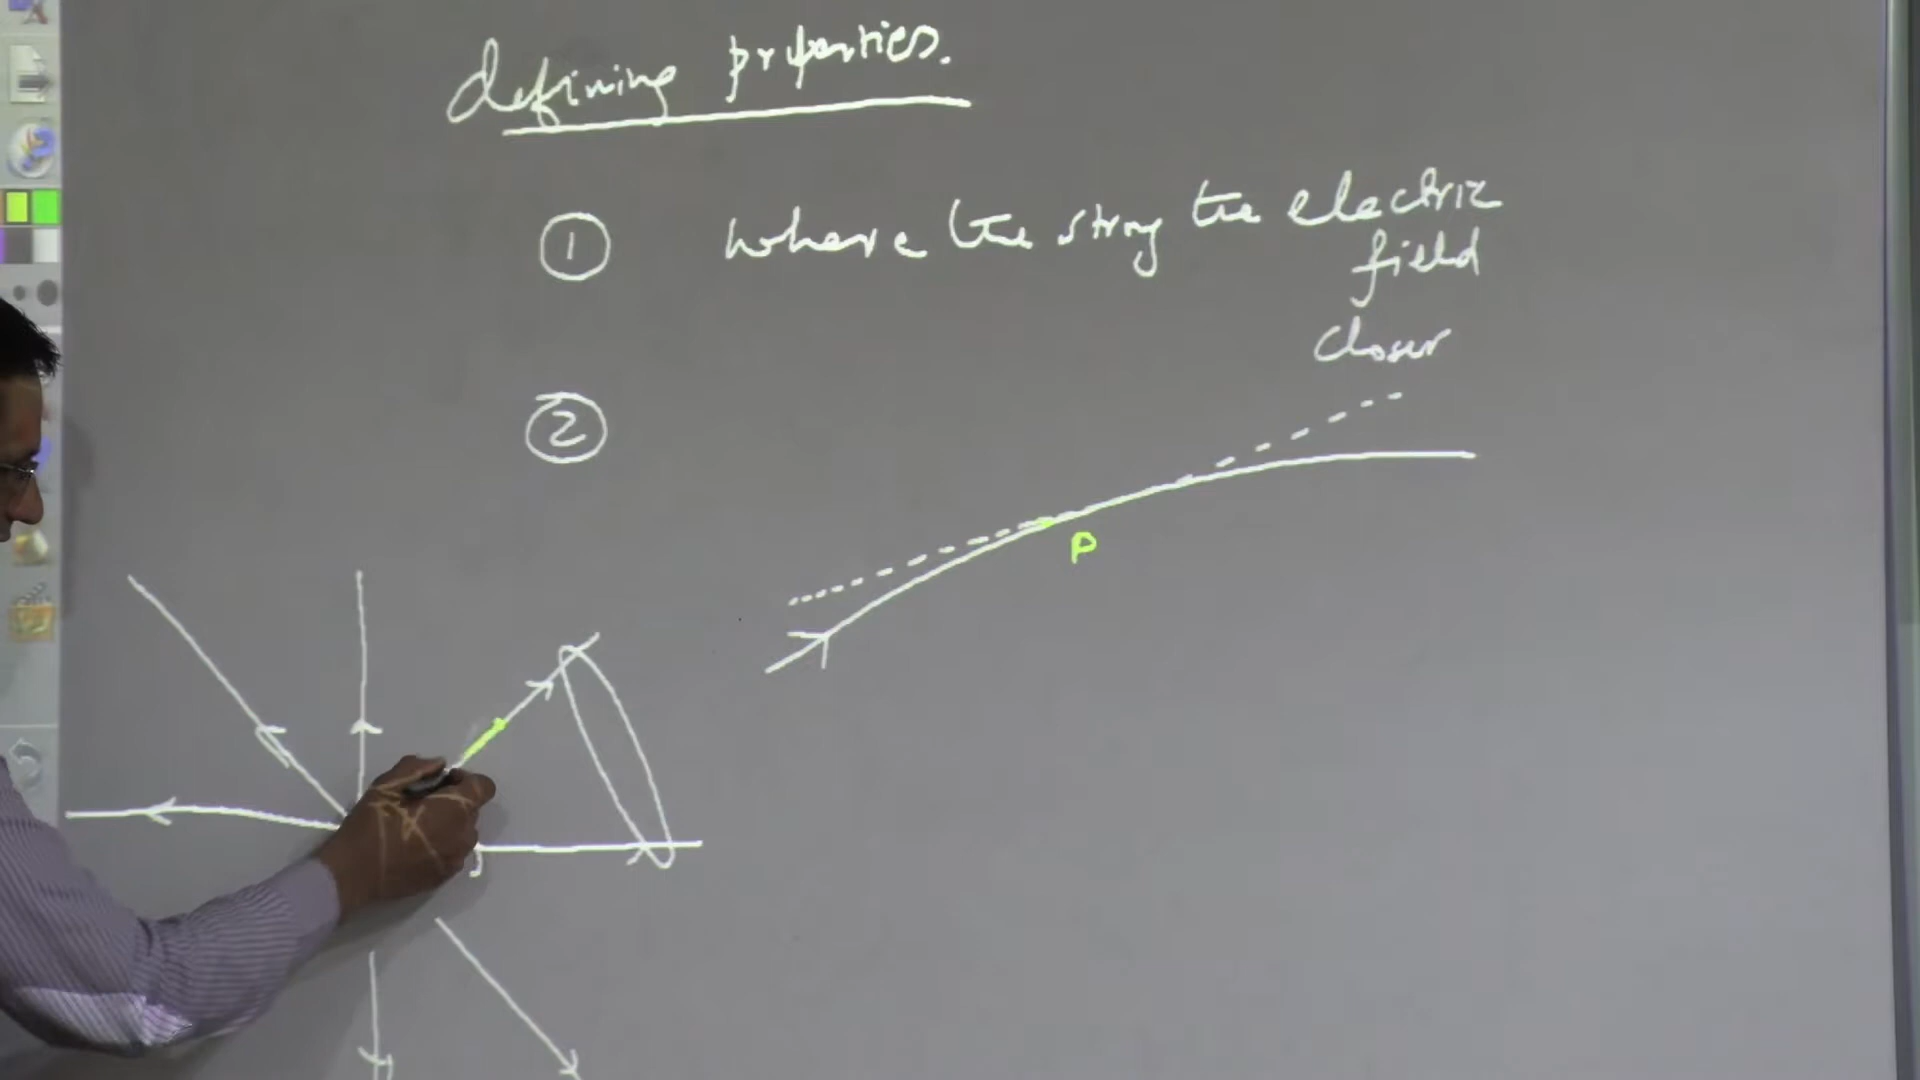 defining properties.
① where the strong the electric
field
closer
②
P